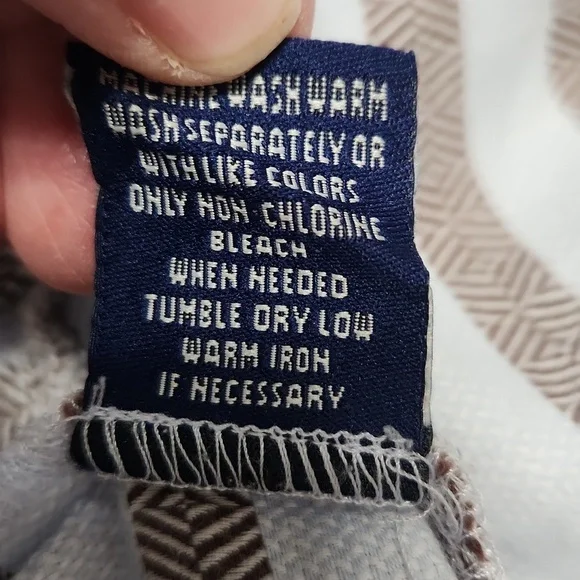 MACHINE WASH WARM
WASH SEPARATELY OR
WITH LIKE COLORS
ONLY NON-CHLORINE
BLEACH
WHEN NEEDED
TUMBLE DRY LOW
WARM IRON
IF NECESSARY